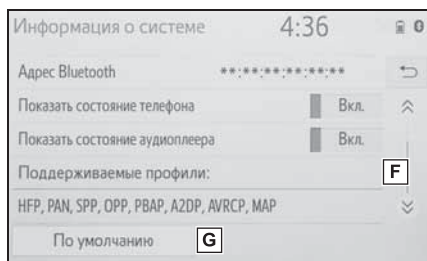 Информация о системе 4:36 0
Адрес Bluetooth **:**:**:**:**:**
Показать состояние телефона Вкл.
Показать состояние аудиоплеера Вкл.
Поддерживаемые профили:
F
HFP, PAN, SPP, OPP, PBAP, A2DP, AVRCP, MAP
По умолчанию G